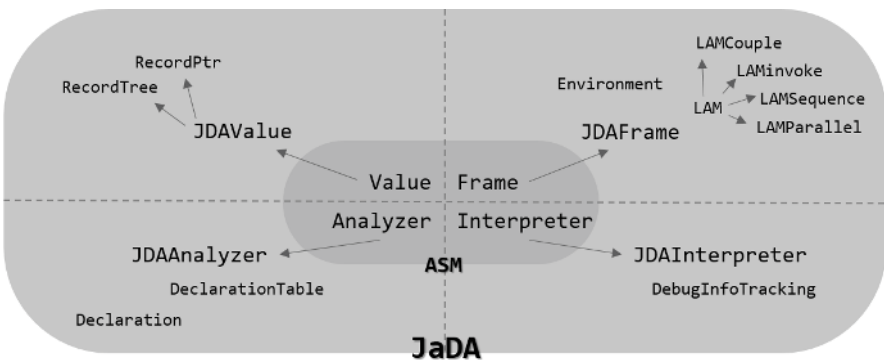 LAMCouple
RecordPtr
LAMinvoke
RecordTree
Environment
LAMSequence
LAM
JDAValue
JDAFrame
LAMParallel
Value Frame
Analyzer Interpreter
JDAAnalyzer
JDAInterpreter
ASM
DeclarationTable
DebugInfoTracking
Declaration
JaDA